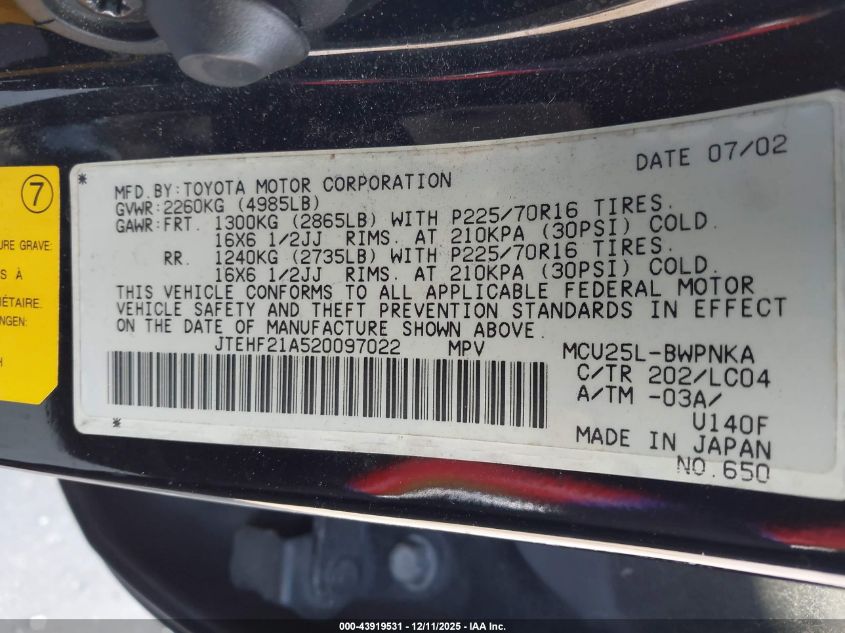 DATE 07/02
MFD.BY:TOYOTA MOTOR CORPORATION
GVWR:2260KG (4985LB)
GAWR:FRT. 1300KG (2865LB) WITH P225/70R16 TIRES.
16X6 1/2JJ RIMS. AT 210KPA (30PSI) COLD.
RR. 1240KG (2735LB) WITH P225/70R16 TIRES.
16X6 1/2JJ RIMS. AT 210KPA (30PSI) COLD.
THIS VEHICLE CONFORMS TO ALL APPLICABLE FEDERAL MOTOR
VEHICLE SAFETY AND THEFT PREVENTION STANDARDS IN EFFECT
ON THE DATE OF MANUFACTURE SHOWN ABOVE.
JTEHF21A520097022 MPV MCU25L-BWPNKA
C/TR 202/LC04
A/TM -03A/
U140F
MADE IN JAPAN
NO.650
7
URE GRAVE:
S À
IÉTAIRE.
NGEN:
000-43919531 - 12/11/2025 - IAA Inc.